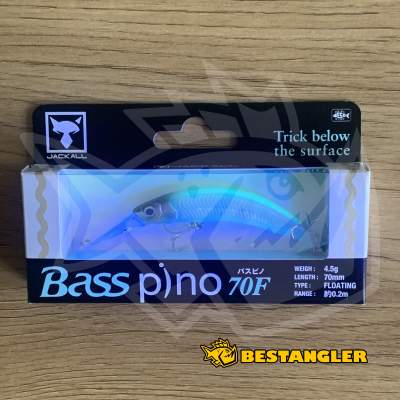 JACKALL
Trick below
the surface
Bass pino 70F
バスピノ
WEIGH : 4.5g
LENGTH : 70mm
TYPE : FLOATING
RANGE : 約0.2m
BESTANGLER